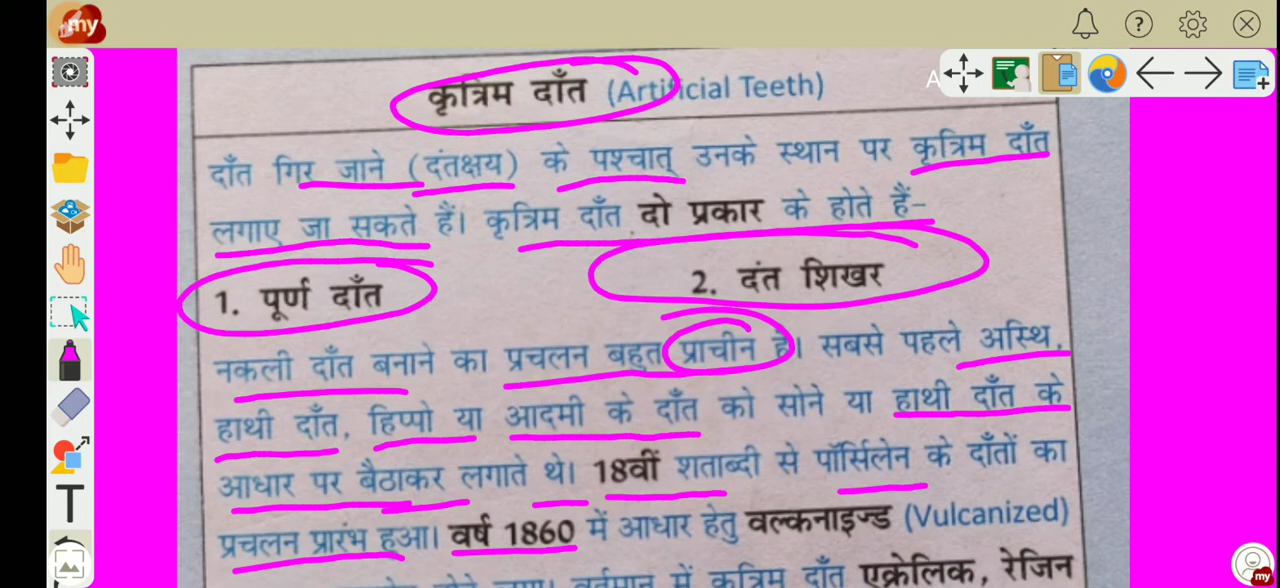 my
कृत्रिम दाँत (Artificial Teeth)
दाँत गिर जाने (दंतक्षय) के पश्चात् उनके स्थान पर कृत्रिम दाँत
लगाए जा सकते हैं। कृत्रिम दाँत दो प्रकार के होते हैं-
1. पूर्ण दाँत 2. दंत शिखर
नकली दाँत बनाने का प्रचलन बहुत प्राचीन है। सबसे पहले अस्थि,
हाथी दाँत, हिप्पो या आदमी के दाँत को सोने या हाथी दाँत के
आधार पर बैठाकर लगाते थे। 18वीं शताब्दी से पॉर्सिलेन के दाँतों का
प्रचलन प्रारंभ हुआ। वर्ष 1860 में आधार हेतु वल्कनाइज्ड (Vulcanized)
वर्तमान में कृत्रिम दाँत एक्रेलिक, रेजिन
my